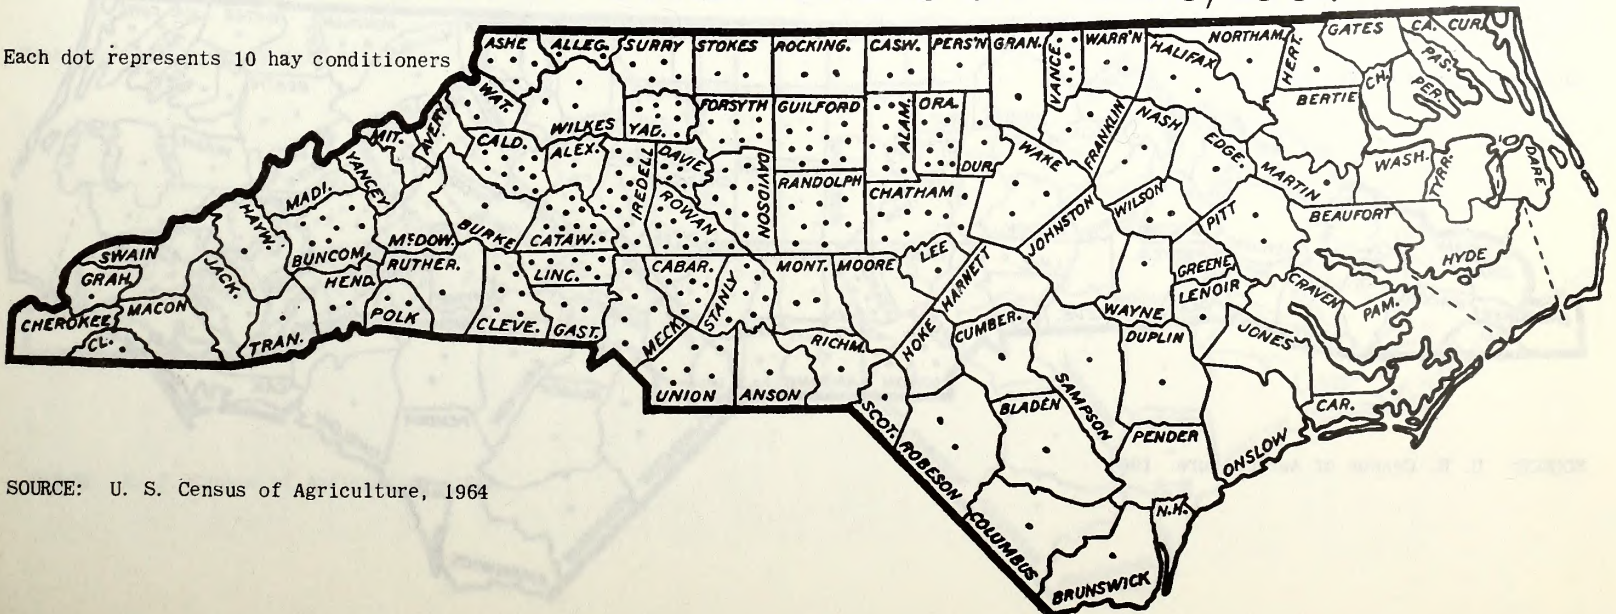 Each dot represents 10 hay conditioners
ASHE
ALLEG.
SURRY
STOKES
ROCKING.
CASW.
PERS'N
GRAN.
VANCE.
WARR'N
HALIFAX
NORTHAM.
HERT.
GATES
CA.
CUR.
PAS.
PER.
CH.
WAT.
WILKES
YAD.
FORSYTH
GUILFORD
ALAM.
ORA.
DUR.
WAKE
FRANKLIN
NASH
EDGE.
BERTIE
MARTIN
WASH.
TYRR.
DARE
MIT.
AVERY
CALD.
ALEX.
IREDELL
DAVIE
DAVIDSON
RANDOLPH
CHATHAM
JOHNSTON
WILSON
PITT
BEAUFORT
HYDE
MADI.
YANCEY
McDOW.
BURKE
CATAW.
ROWAN
SWAIN
HAYW.
BUNCOM.
RUTHER.
LINC.
CABAR.
STANLY
MONT.
MOORE
LEE
HARNETT
WAYNE
GREENE
LENOIR
CRAVEN
PAM.
GRAH.
JACK.
HEND.
POLK
CLEVE.
GAST.
MECK.
CHEROKEE
MACON
CL.
TRAN.
UNION
ANSON
RICHM.
HOKE
CUMBER.
SAMPSON
DUPLIN
JONES
CAR.
SCOT.
ROBESON
BLADEN
PENDER
ONSLOW
COLUMBUS
N.H.
BRUNSWICK
SOURCE: U. S. Census of Agriculture, 1964